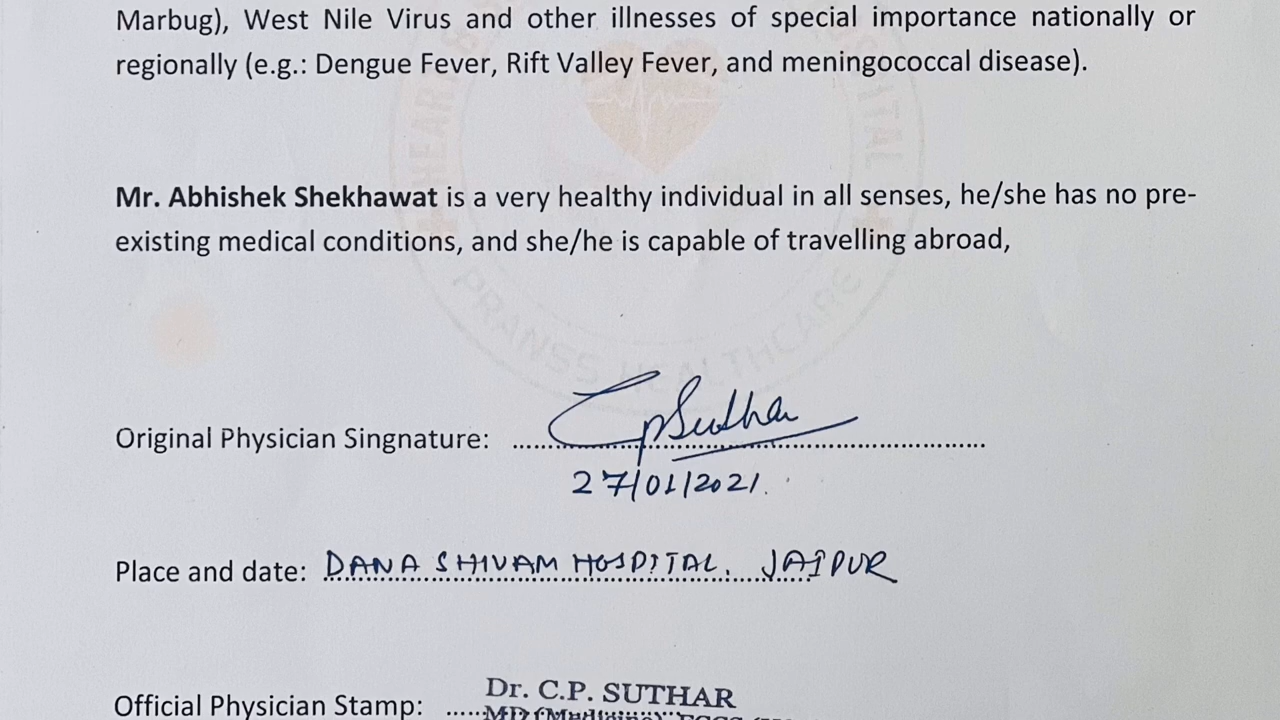 Marbug), West Nile Virus and other illnesses of special importance nationally or
regionally (e.g.: Dengue Fever, Rift Valley Fever, and meningococcal disease).
Mr. Abhishek Shekhawat is a very healthy individual in all senses, he/she has no pre-
existing medical conditions, and she/he is capable of travelling abroad,
PRANSS HEALTHCARE
Original Physician Singnature: CpSuthar
27/01/2021.
Place and date: DANA SHIVAM HOSPITAL. JAIPUR
Dr. C.P. SUTHAR
Official Physician Stamp: